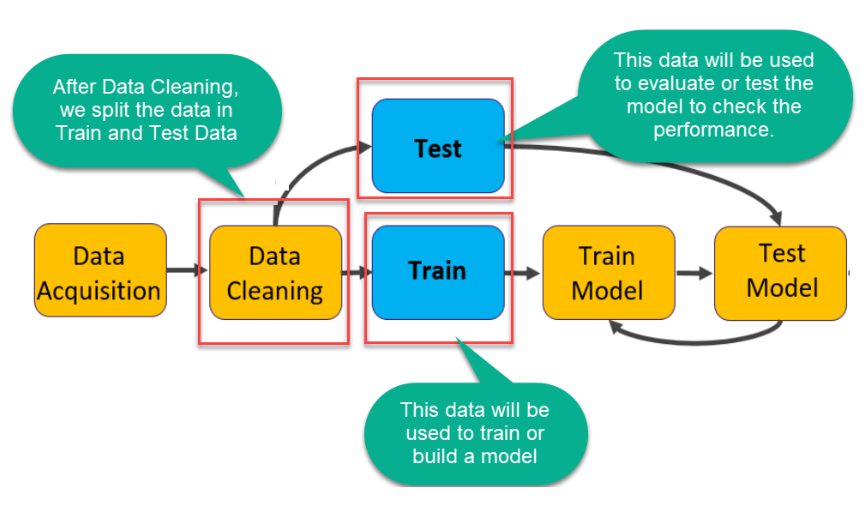 After Data Cleaning,
we split the data in
Train and Test Data
This data will be used
to evaluate or test the
model to check the
performance.
Test
Data
Acquisition
Data
Cleaning
Train
Train
Model
Test
Model
This data will be
used to train or
build a model